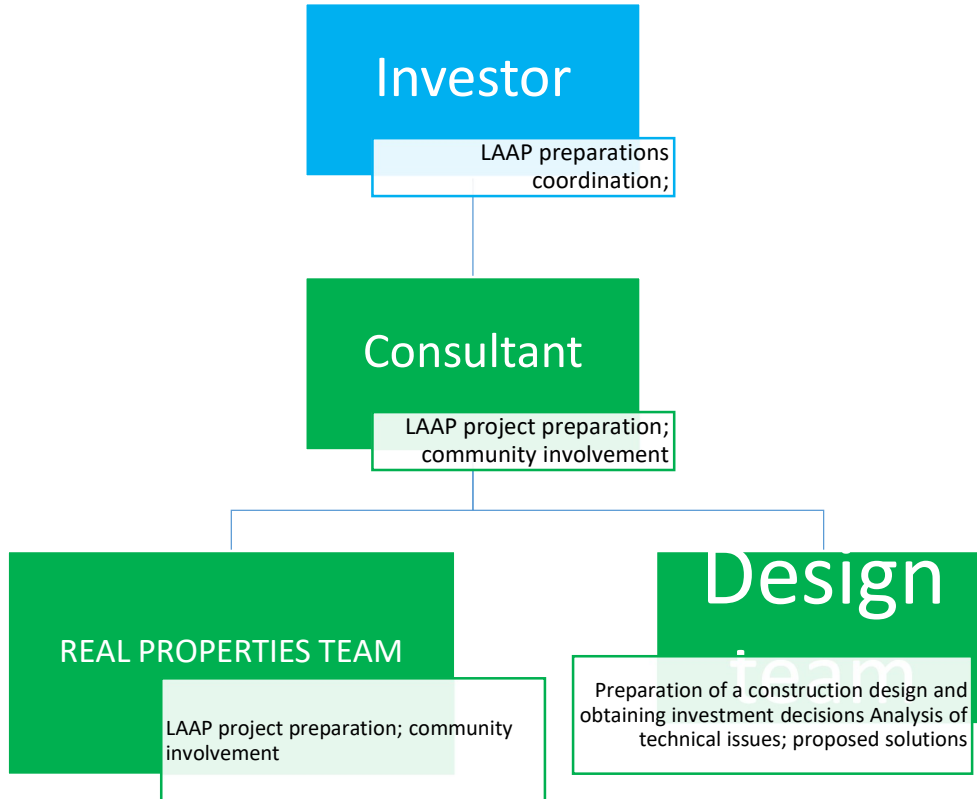 Investor
LAAP preparations
coordination;
Consultant
LAAP project preparation;
community involvement
REAL PROPERTIES TEAM
LAAP project preparation; community
involvement
Design
team
Preparation of a construction design and
obtaining investment decisions Analysis of
technical issues; proposed solutions